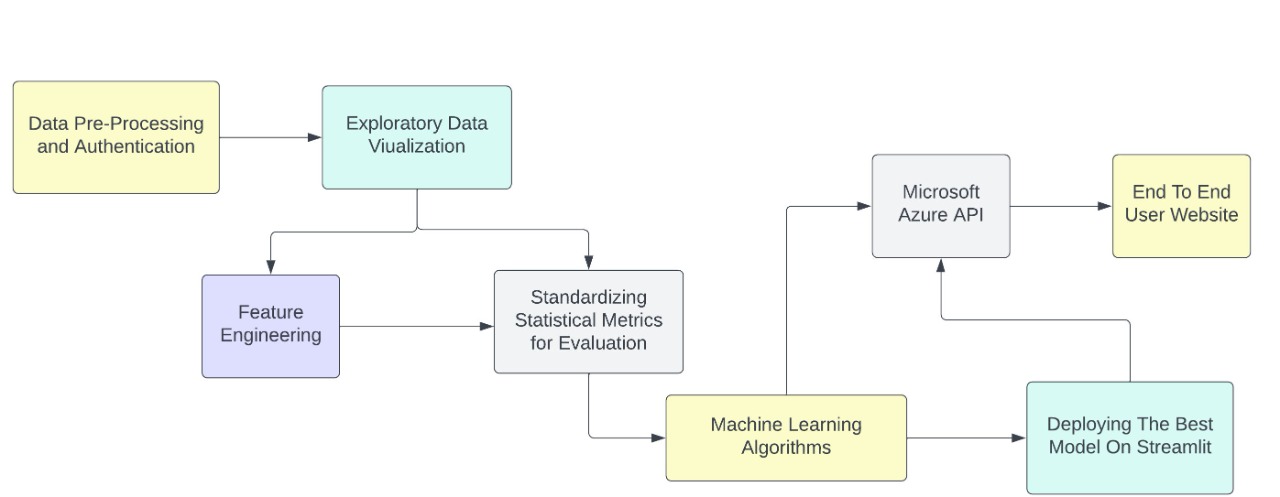 Data Pre-Processing
and Authentication
Exploratory Data
Viualization
Feature
Engineering
Standardizing
Statistical Metrics
for Evaluation
Machine Learning
Algorithms
Deploying The Best
Model On Streamlit
Microsoft
Azure API
End To End
User Website